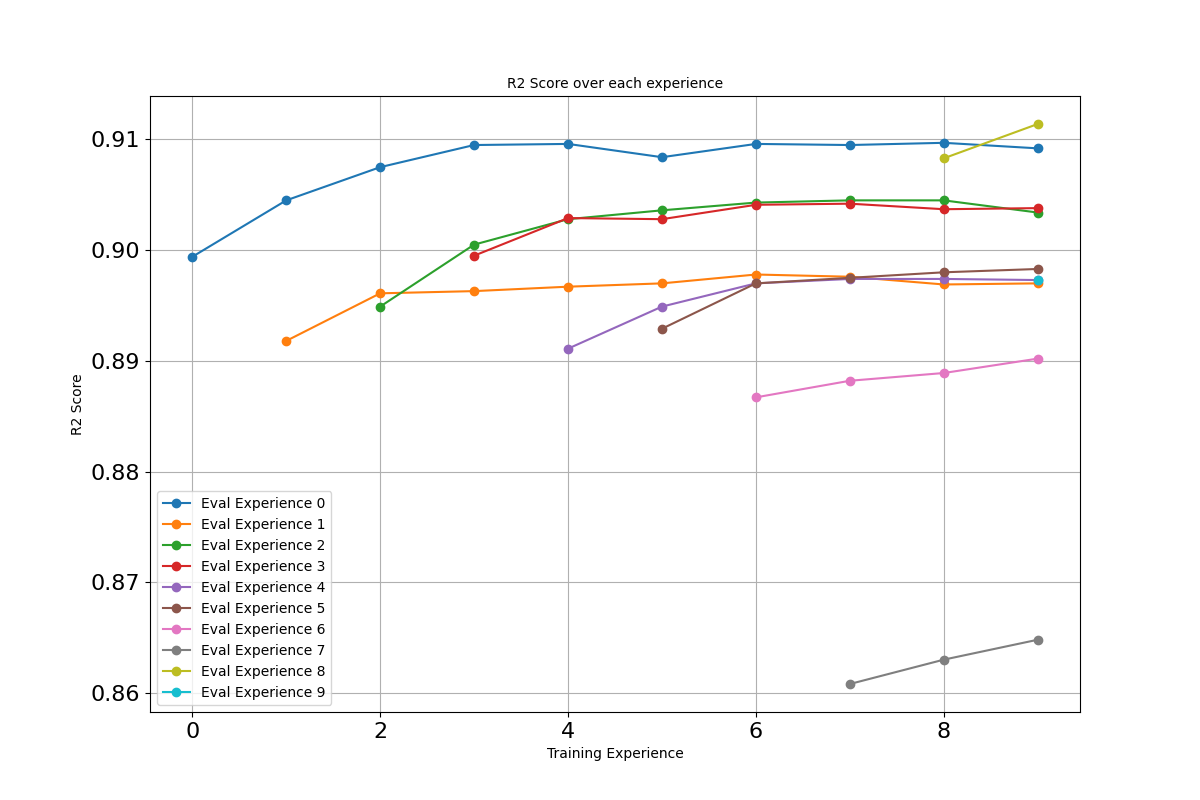 R2 Score over each experience
0.91
0.90
0.89
0.88
0.87
0.86
R2 Score
Eval Experience 0
Eval Experience 1
Eval Experience 2
Eval Experience 3
Eval Experience 4
Eval Experience 5
Eval Experience 6
Eval Experience 7
Eval Experience 8
Eval Experience 9
0 2 4 6 8
Training Experience